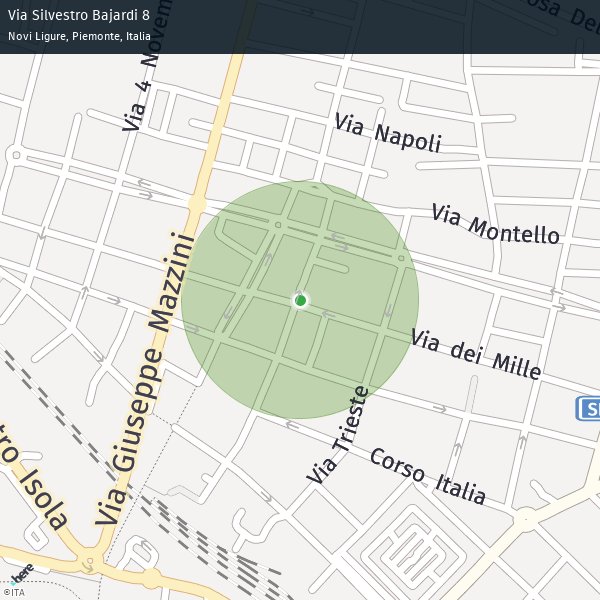 Via Silvestro Bajardi 8
Novi Ligure, Piemonte, Italia
Via 4 Novem
osa De
Via Napoli
Via Montello
Via Giuseppe Mazzini
Via dei Mille
S
Via Trieste
Corso Italia
tro Isola
here
©ITA